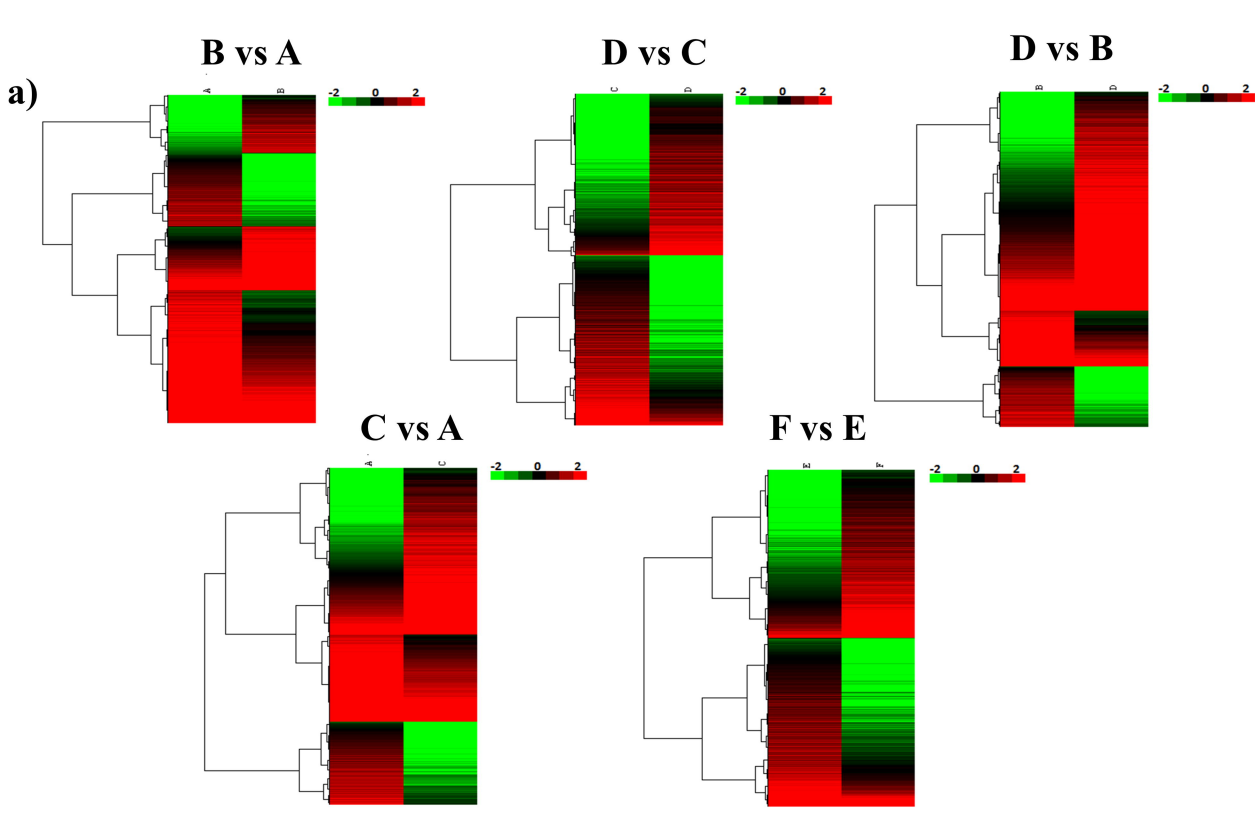 a)
B vs A
A B
-2 0 2
D vs C
C D
-2 0 2
D vs B
B D
-2 0 2
C vs A
A C
-2 0 2
F vs E
E F
-2 0 2